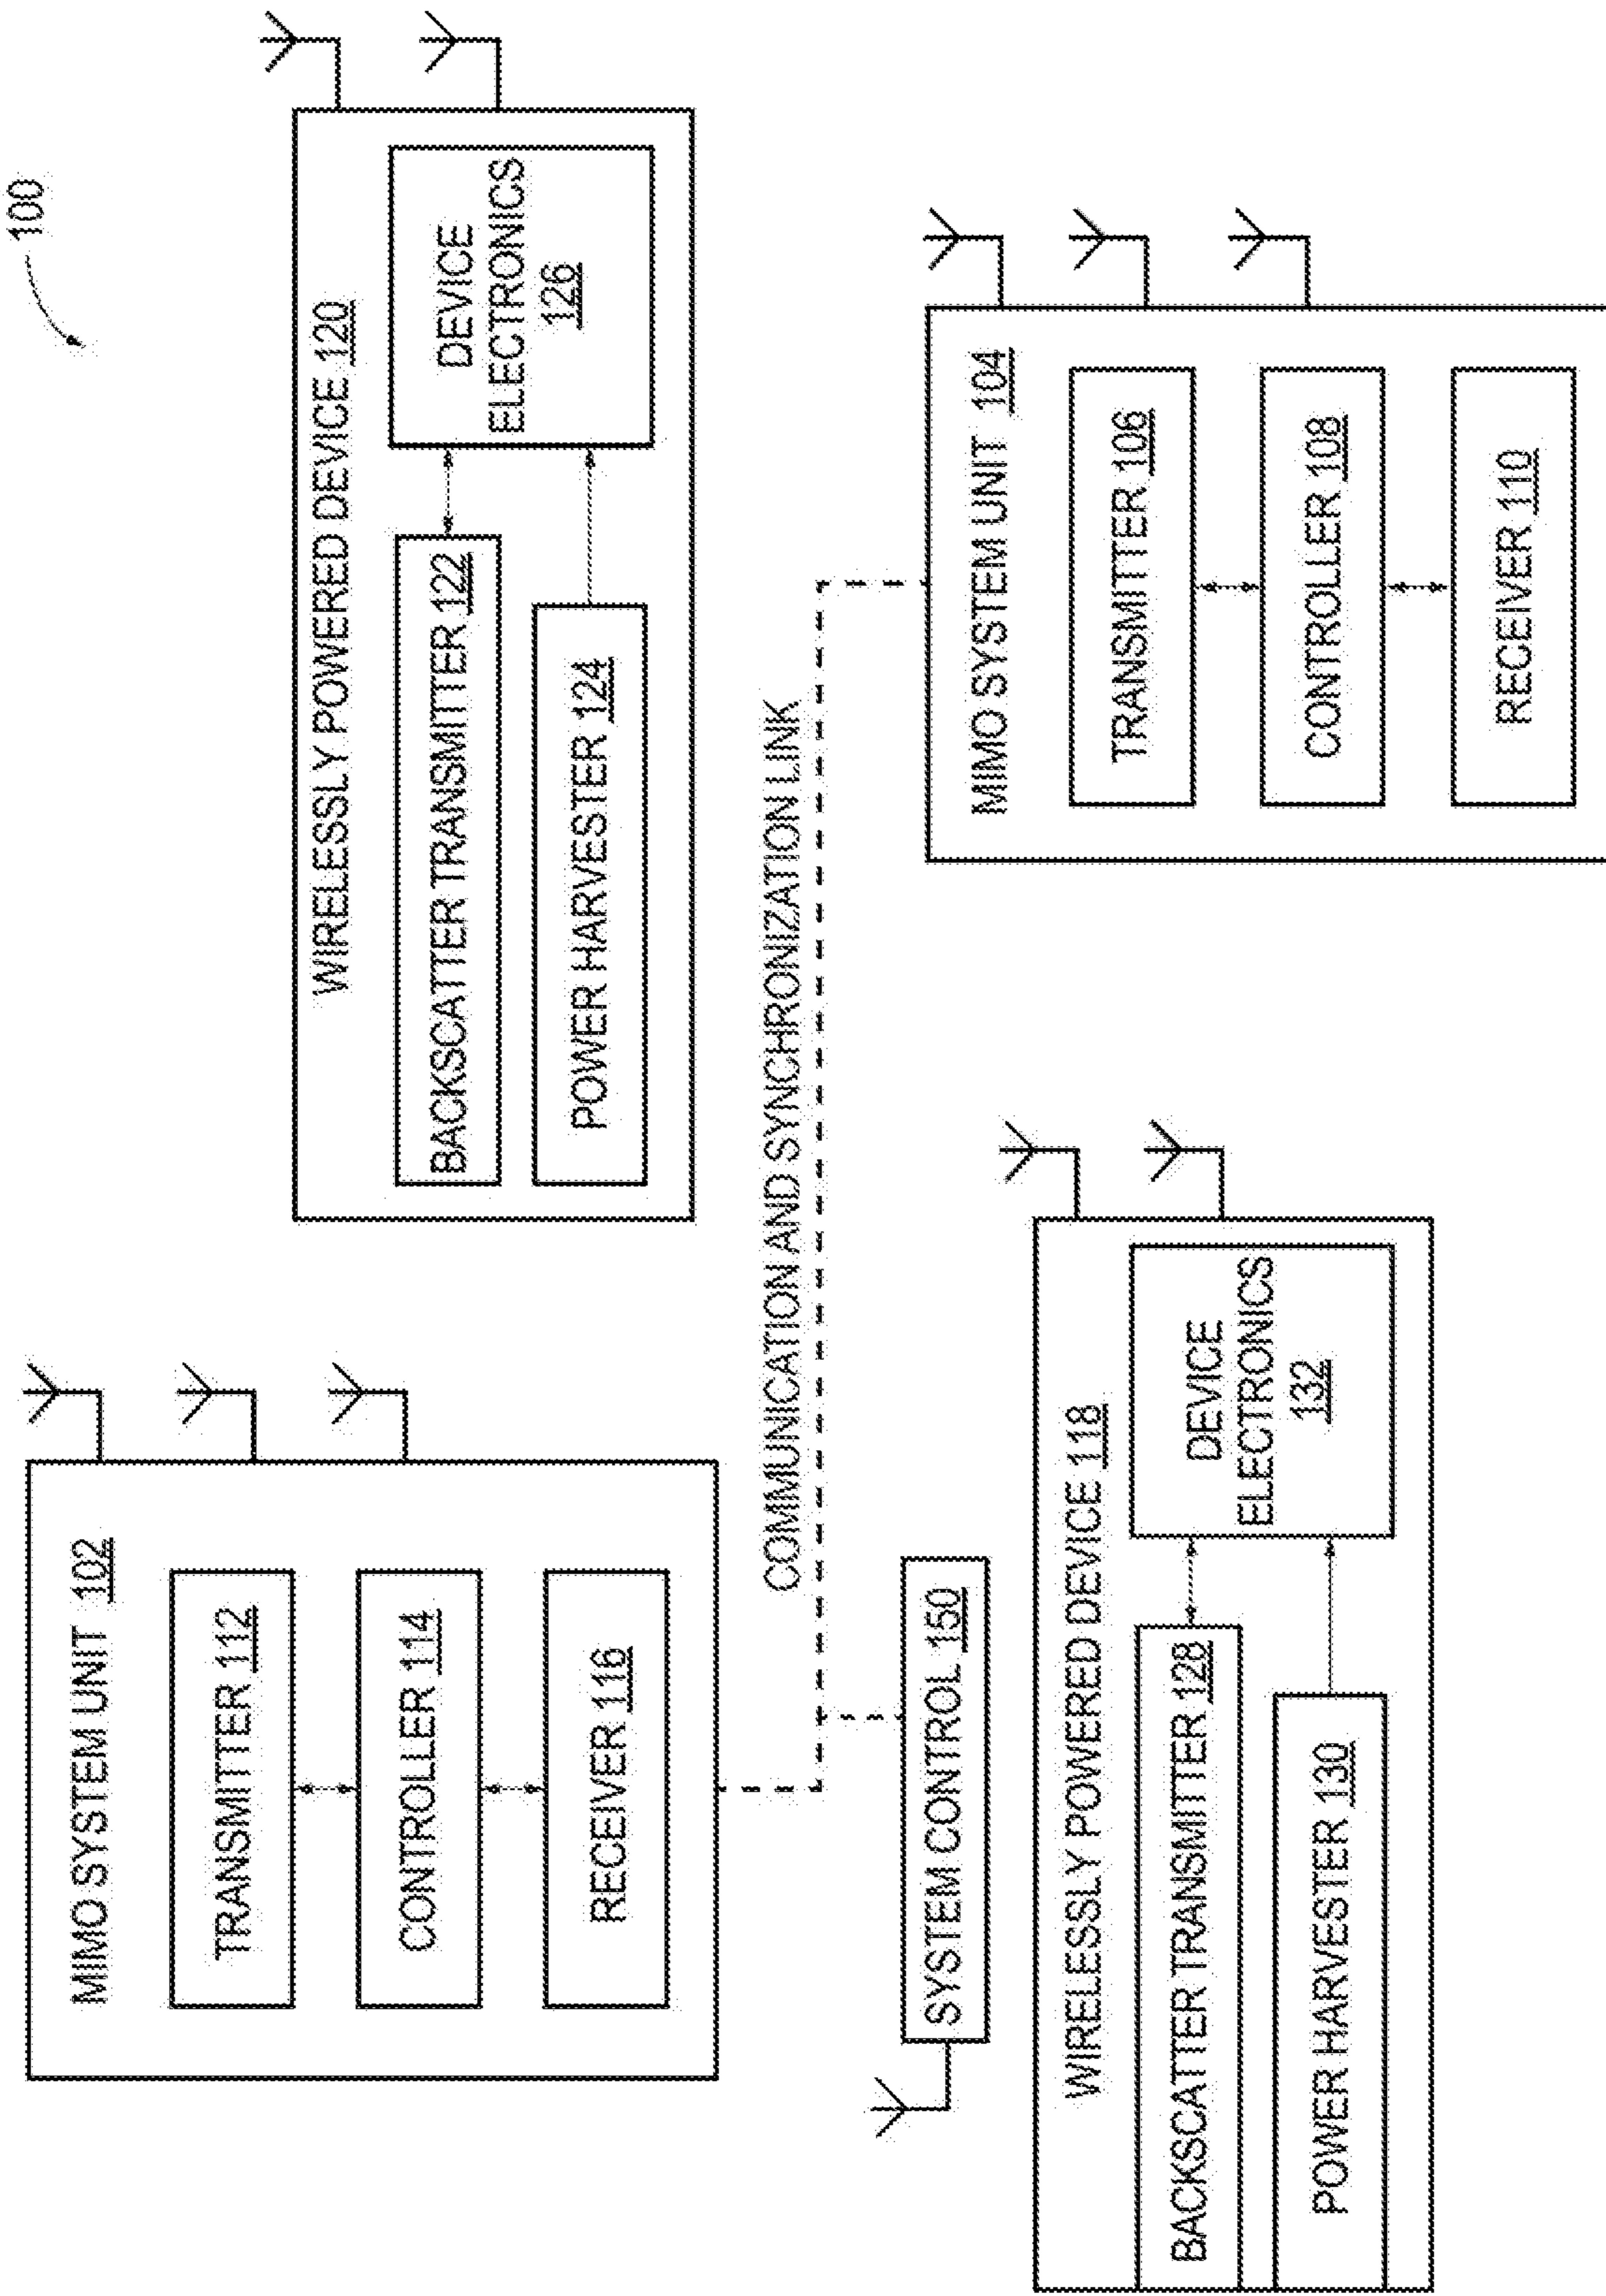 100
MIMO SYSTEM UNIT 102
TRANSMITTER 112
CONTROLLER 114
RECEIVER 116
WIRELESSLY POWERED DEVICE 120
BACKSCATTER TRANSMITTER 122
POWER HARVESTER 124
DEVICE
ELECTRONICS
126
COMMUNICATION AND SYNCHRONIZATION LINK
SYSTEM CONTROL 150
WIRELESSLY POWERED DEVICE 118
BACKSCATTER TRANSMITTER 128
POWER HARVESTER 130
DEVICE
ELECTRONICS
132
MIMO SYSTEM UNIT 104
TRANSMITTER 106
CONTROLLER 108
RECEIVER 110